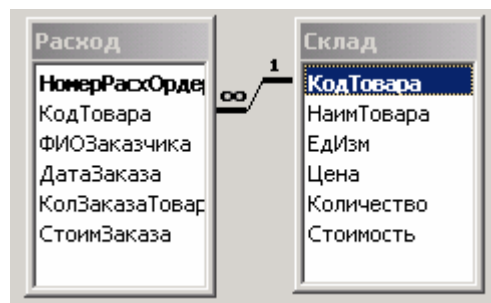 Расход
НомерРасхОрдер
КодТовара
ФИОЗаказчика
ДатаЗаказа
КолЗаказаТовар
СтоимЗаказа
∞
1
Склад
КодТовара
НаимТовара
ЕдИзм
Цена
Количество
Стоимость